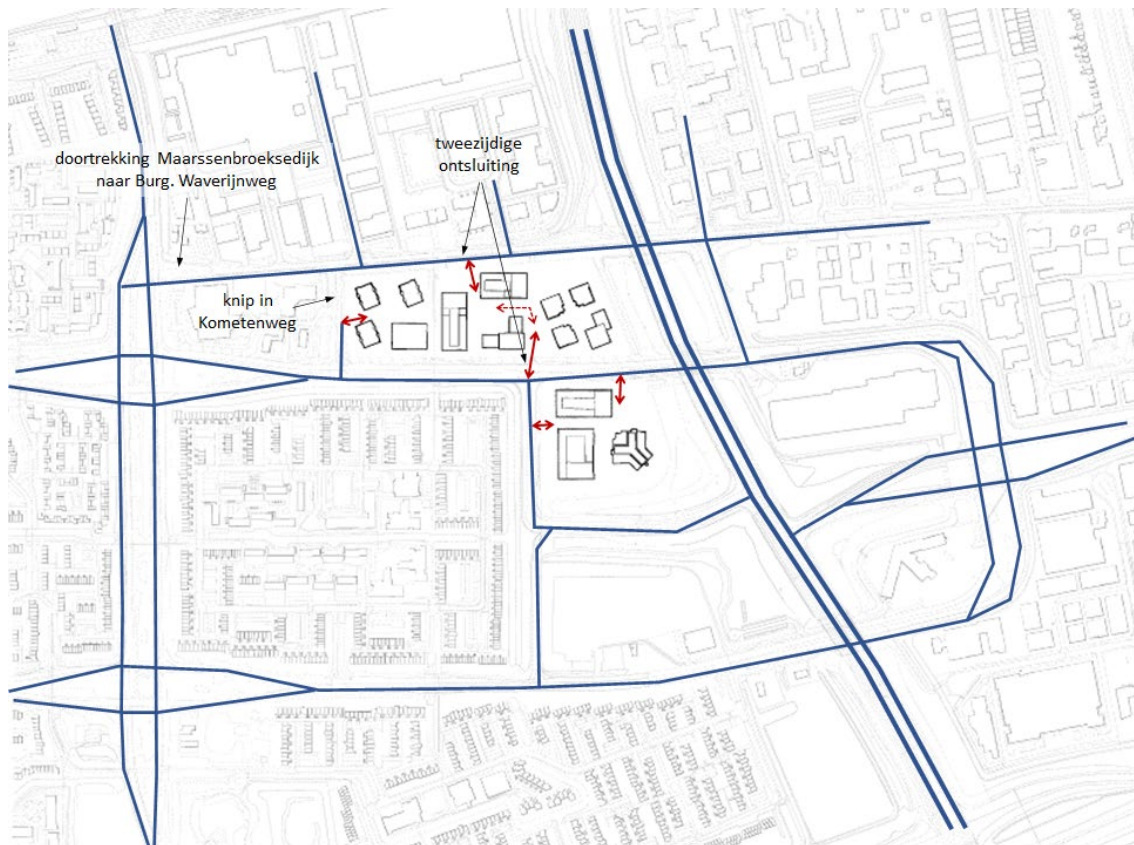 doortrekking Maarssenbroeksedijk
naar Burg. Waverijnweg
tweezijdige
ontsluiting
knip in
Kometenweg